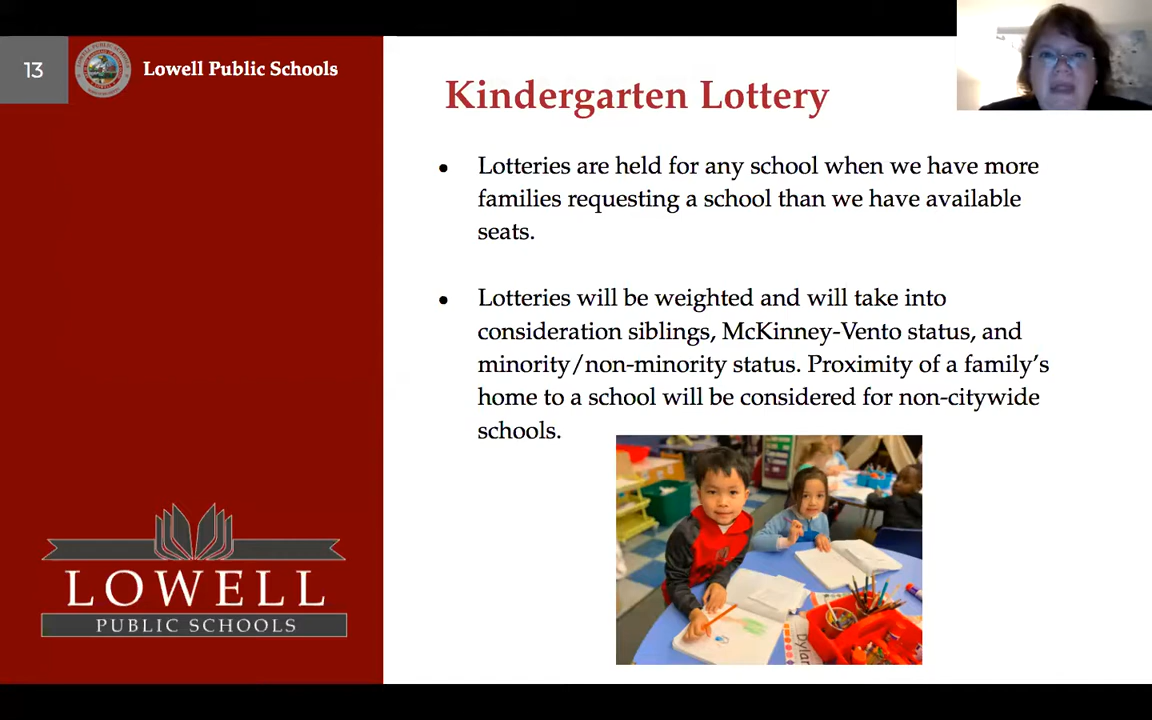 13
Lowell Public Schools
Kindergarten Lottery
• Lotteries are held for any school when we have more
families requesting a school than we have available
seats.
• Lotteries will be weighted and will take into
consideration siblings, McKinney-Vento status, and
minority/non-minority status. Proximity of a family's
home to a school will be considered for non-citywide
schools.
LOWELL
PUBLIC SCHOOLS